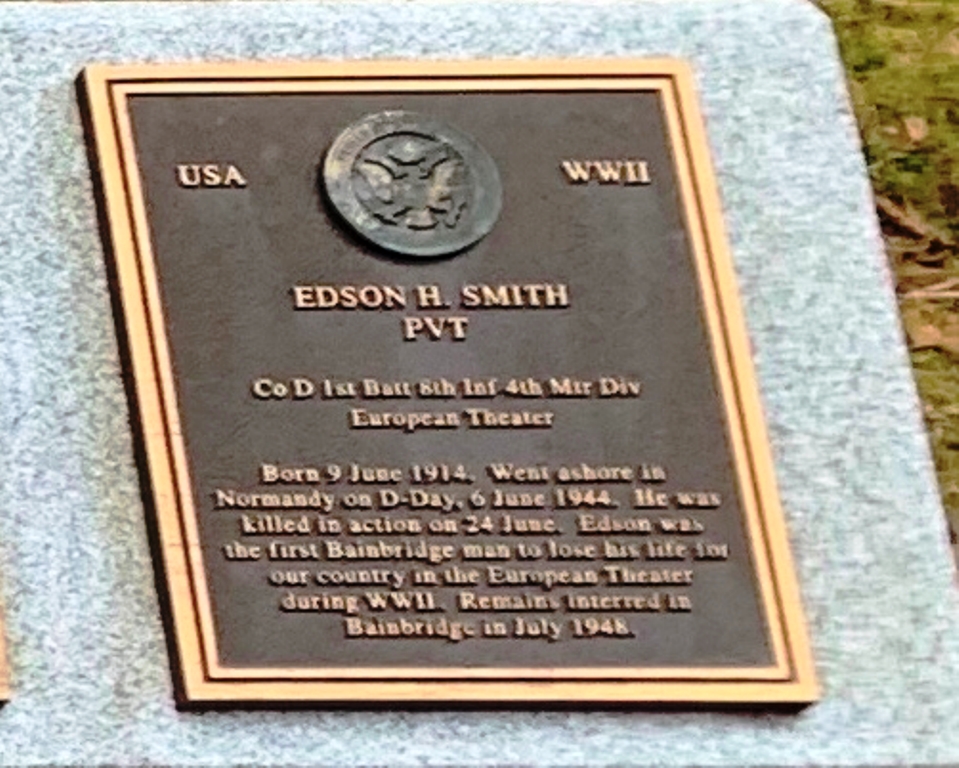 USA
WWII
EDSON H. SMITH
PVT
Co D 1st Batt 8th Inf 4th Mtr Div
European Theater
Born 9 June 1914. Went ashore in
Normandy on D-Day, 6 June 1944. He was
killed in action on 24 June. Edson was
the first Bainbridge man to lose his life for
our country in the European Theater
during WWII. Remains interred in
Bainbridge in July 1948.